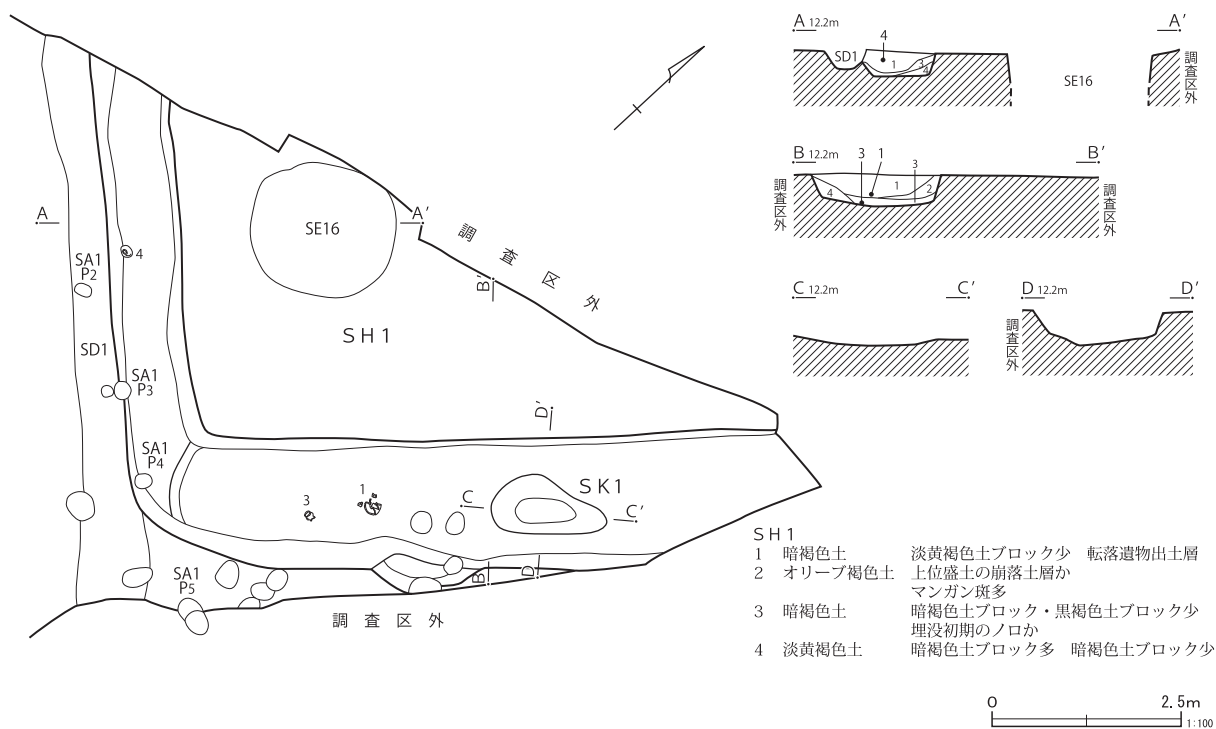 A
A'
SE16
4
SA1
P2
SD1
SA1
P3
SA1
P4
SA1
P5
SH1
B'
調査区外
D'
3
1
C
C'
SK1
B
D
調査区外
A 12.2m
A'
4
SD1
1
3
4
SE16
調査区外
B 12.2m
3
1
3
B'
調査区外
4
1
2
調査区外
C 12.2m
C'
D 12.2m
D'
調査区外
SH1
1 暗褐色土 淡黄褐色土ブロック少 転落遺物出土層
2 オリーブ褐色土 上位盛土の崩落土層か
マンガン斑多
3 暗褐色土 暗褐色土ブロック・黒褐色土ブロック少
埋没初期のノロか
4 淡黄褐色土 暗褐色土ブロック多 暗褐色土ブロック少
0 2.5m
1:100